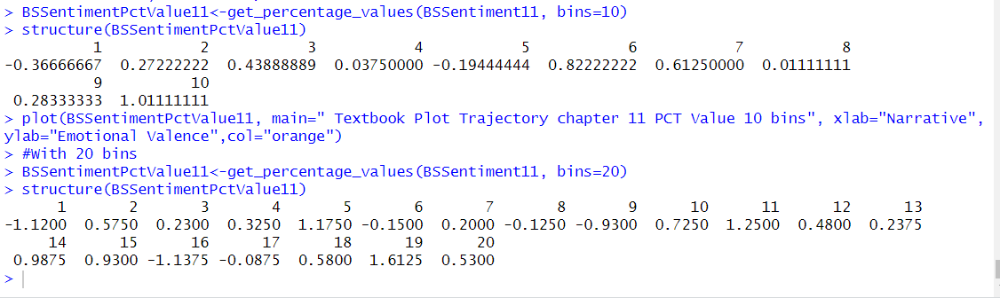 > BSSentimentPctValue11<-get_percentage_values(BSSentiment11, bins=10)
> structure(BSSentimentPctValue11)
1 2 3 4 5 6 7 8
-0.36666667 0.27222222 0.43888889 0.03750000 -0.19444444 0.82222222 0.61250000 0.01111111
9 10
0.28333333 1.01111111
> plot(BSSentimentPctValue11, main=" Textbook Plot Trajectory chapter 11 PCT Value 10 bins", xlab="Narrative",
ylab="Emotional Valence",col="orange")
> #With 20 bins
> BSSentimentPctValue11<-get_percentage_values(BSSentiment11, bins=20)
> structure(BSSentimentPctValue11)
1 2 3 4 5 6 7 8 9 10 11 12 13
-1.1200 0.5750 0.2300 0.3250 1.1750 -0.1500 0.2000 -0.1250 -0.9300 0.7250 1.2500 0.4800 0.2375
14 15 16 17 18 19 20
0.9875 0.9300 -1.1375 -0.0875 0.5800 1.6125 0.5300
>